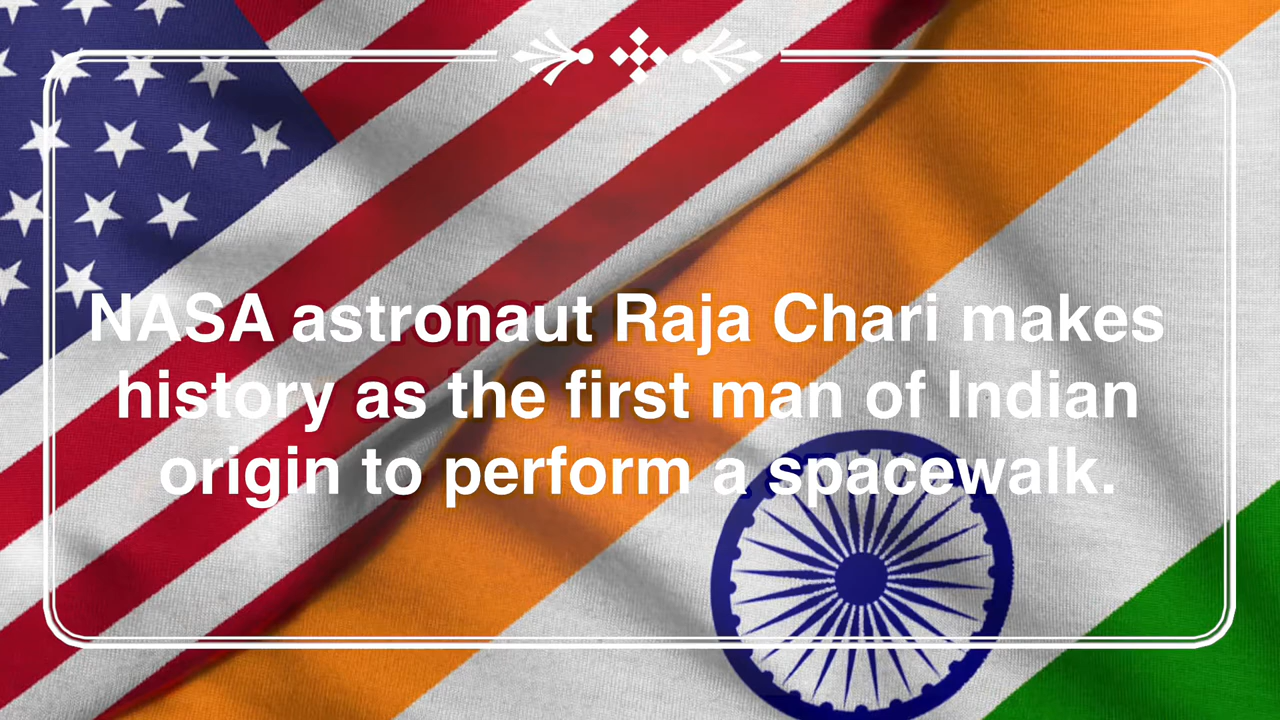 NASA astronaut Raja Chari makes
history as the first man of Indian
origin to perform a spacewalk.